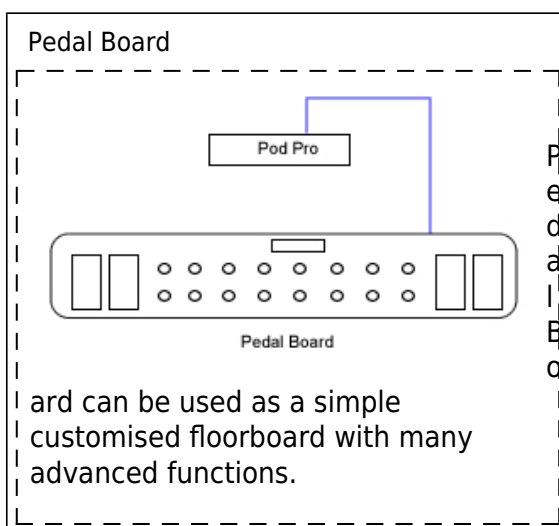 Pedal Board
Pod Pro
Pedal Board
P
e
d
a
l
B
o
ard can be used as a simple
customised floorboard with many
advanced functions.